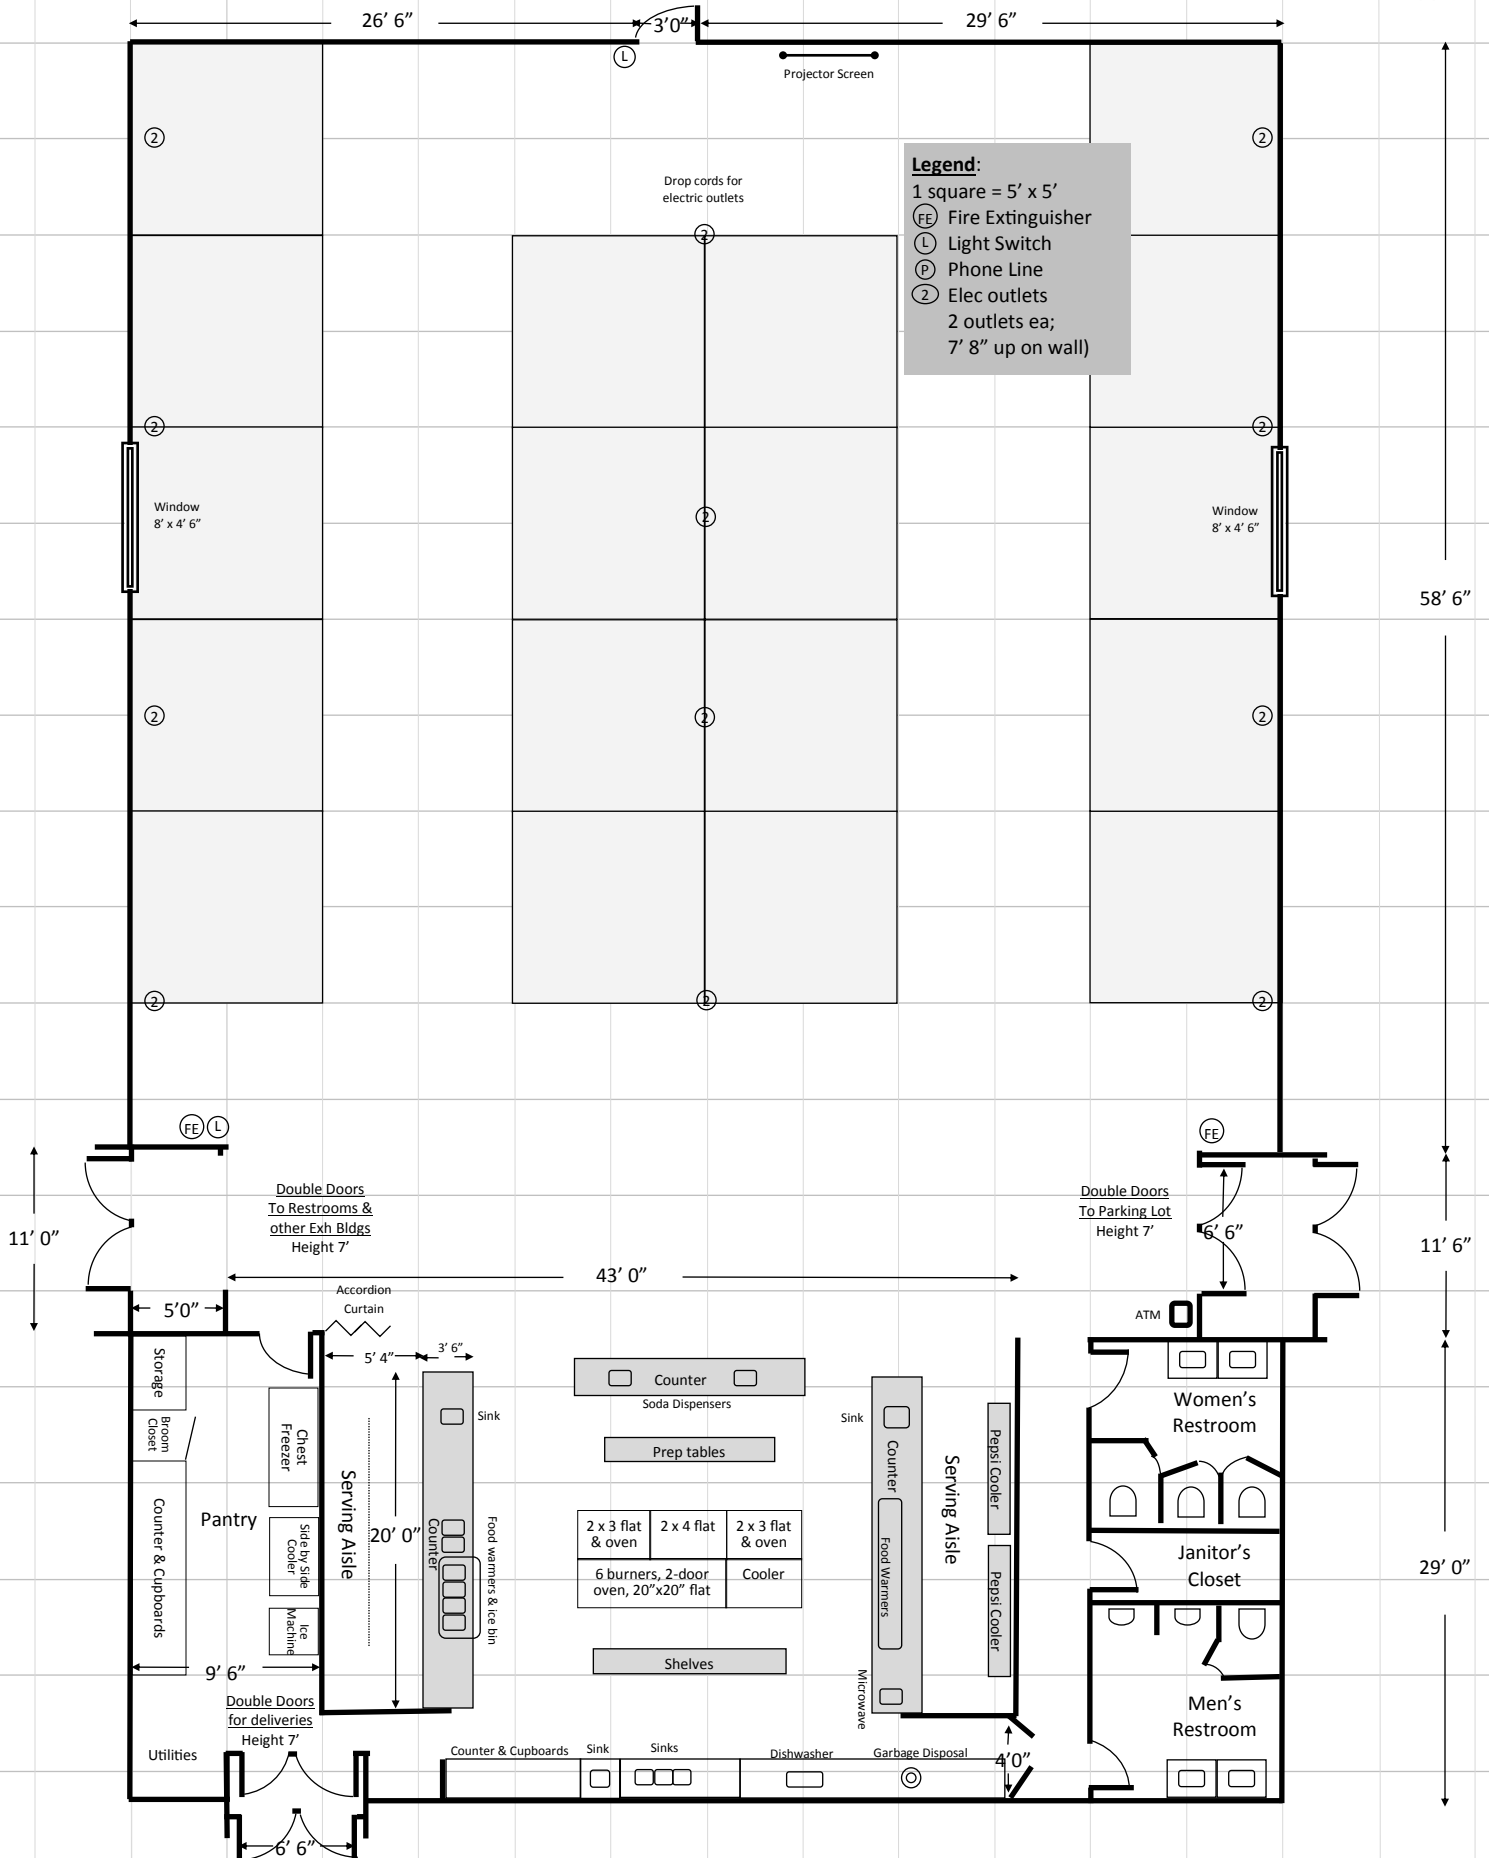 26’ 6”
3’0”
29’ 6”
L
Projector Screen
2
2
Legend:
1 square = 5’ x 5’
FE Fire Extinguisher
L Light Switch
P Phone Line
2 Elec outlets
2 outlets ea;
7’ 8” up on wall)
Drop cords for
electric outlets
2
2
2
Window
8’ x 4’ 6”
2
Window
8’ x 4’ 6”
58’ 6”
2
2
2
2
2
2
FE L
FE
Double Doors
To Restrooms &
other Exh Bldgs
Height 7’
Double Doors
To Parking Lot
Height 7’
6’ 6”
11’ 0”
11’ 6”
43’ 0”
Accordion
Curtain
5’0”
ATM
5’ 4”
3’ 6”
Storage
Broom
Closet
Counter & Cupboards
Pantry
Chest
Freezer
Side by Side
Cooler
Ice
Machine
Serving Aisle
20’ 0”
Sink
Counter
Food warmers & ice bin
Counter
Soda Dispensers
Prep tables
2 x 3 flat
& oven
2 x 4 flat
2 x 3 flat
& oven
6 burners, 2-door
oven, 20”x20” flat
Cooler
Shelves
Sink
Counter
Food Warmers
Microwave
Serving Aisle
Pepsi Cooler
Pepsi Cooler
Women’s
Restroom
Janitor’s
Closet
29’ 0”
Men’s
Restroom
9’ 6”
Double Doors
for deliveries
Height 7’
Utilities
Counter & Cupboards
Sink
Sinks
Dishwasher
Garbage Disposal
4’0”
6’ 6”